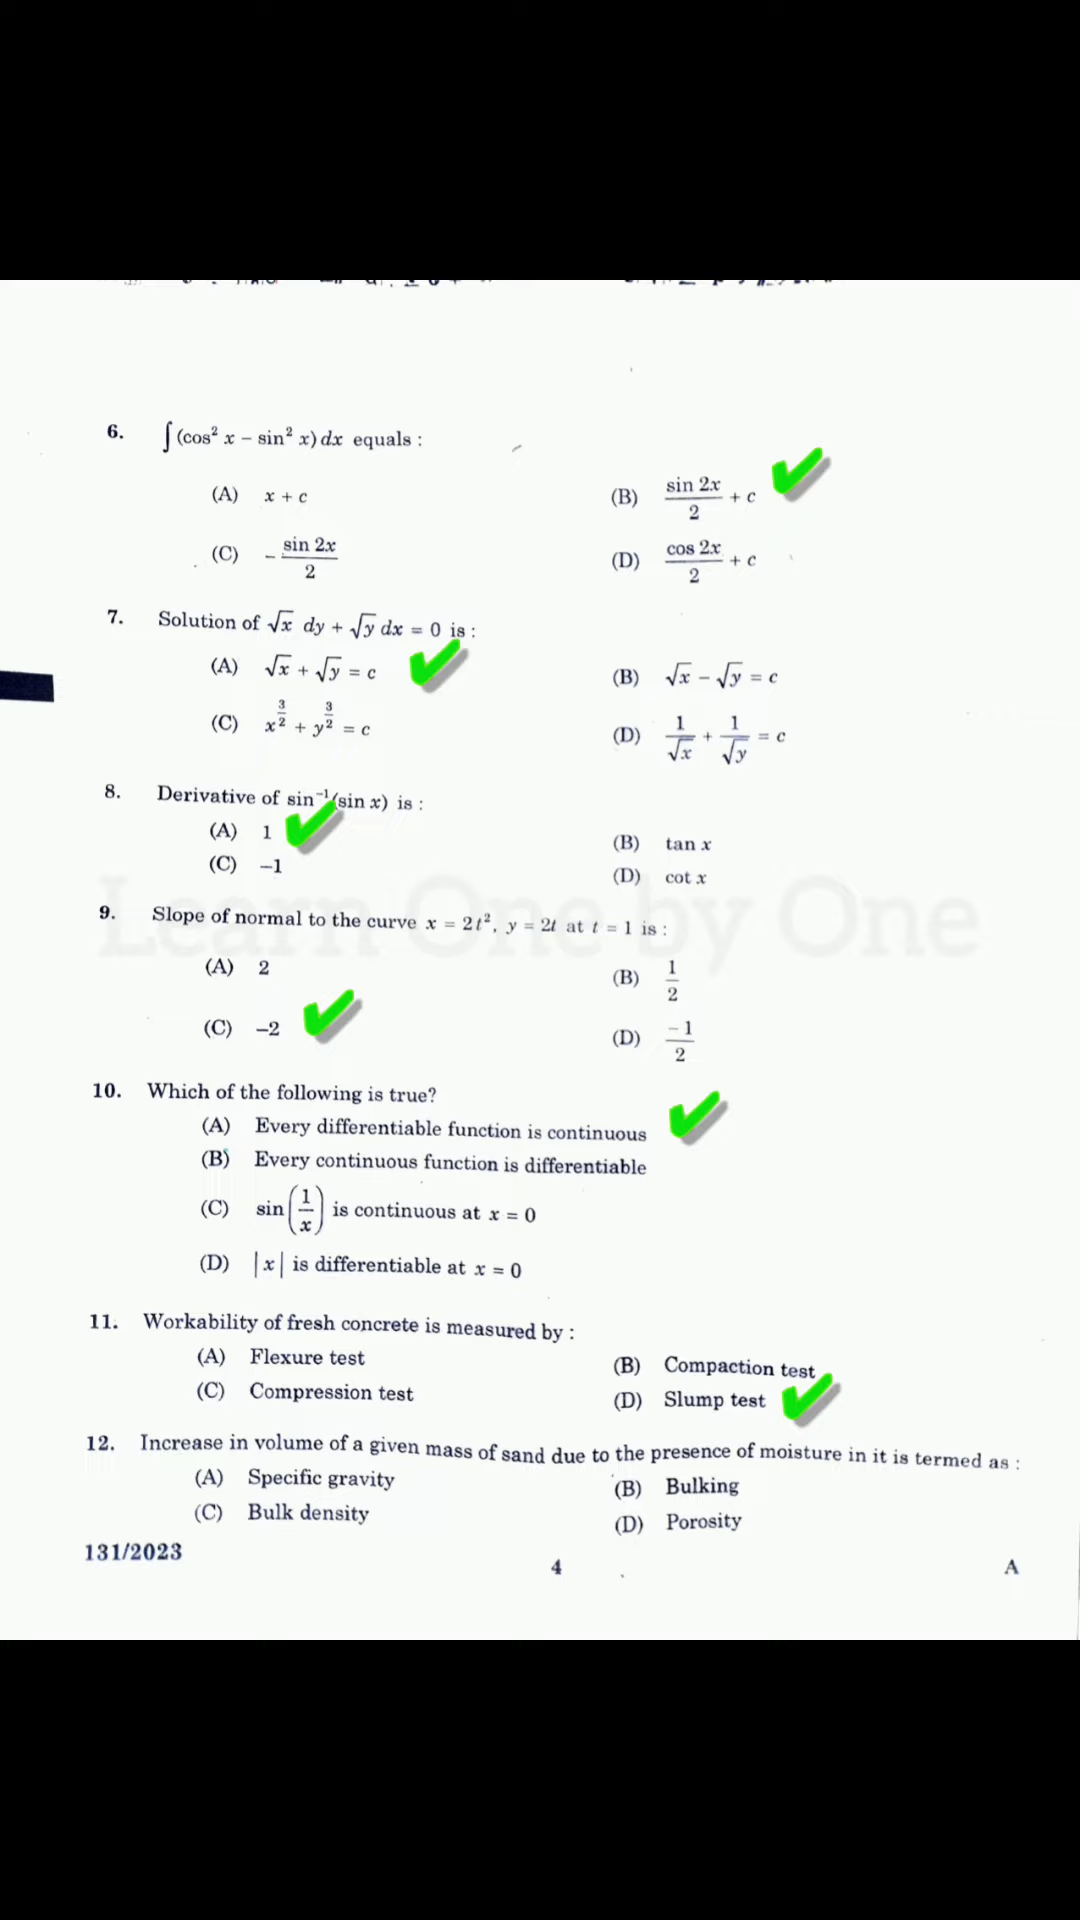 6. ∫(cos² x – sin² x) dx equals :
(A) x + c (B) sin 2x / 2 + c
(C) – sin 2x / 2 (D) cos 2x / 2 + c
7. Solution of √x dy + √y dx = 0 is :
(A) √x + √y = c (B) √x – √y = c
(C) x^(3/2) + y^(3/2) = c (D) 1/√x + 1/√y = c
8. Derivative of sin⁻¹(sin x) is :
(A) 1 (B) tan x
(C) –1 (D) cot x
Learn One by One
9. Slope of normal to the curve x = 2t², y = 2t at t = 1 is :
(A) 2 (B) 1/2
(C) –2 (D) –1/2
10. Which of the following is true?
(A) Every differentiable function is continuous
(B) Every continuous function is differentiable
(C) sin(1/x) is continuous at x = 0
(D) |x| is differentiable at x = 0
11. Workability of fresh concrete is measured by :
(A) Flexure test (B) Compaction test
(C) Compression test (D) Slump test
12. Increase in volume of a given mass of sand due to the presence of moisture in it is termed as :
(A) Specific gravity (B) Bulking
(C) Bulk density (D) Porosity
131/2023 4 A